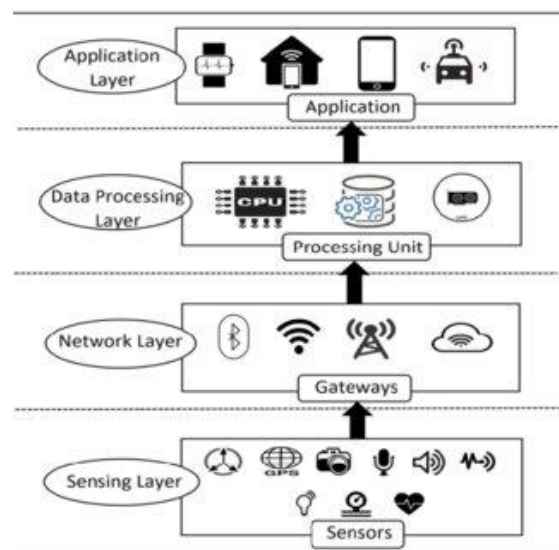 Application
Layer
Application
Data Processing
Layer
CPU
Processing Unit
Network Layer
Gateways
Sensing Layer
GPS
Sensors